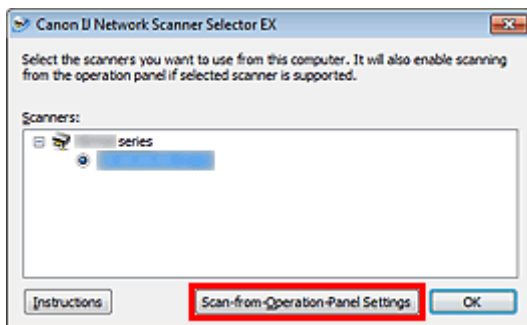 Canon IJ Network Scanner Selector EX
Select the scanners you want to use from this computer. It will also enable scanning
from the operation panel if selected scanner is supported.
Scanners:
series
Instructions
Scan-from-Operation-Panel Settings
OK